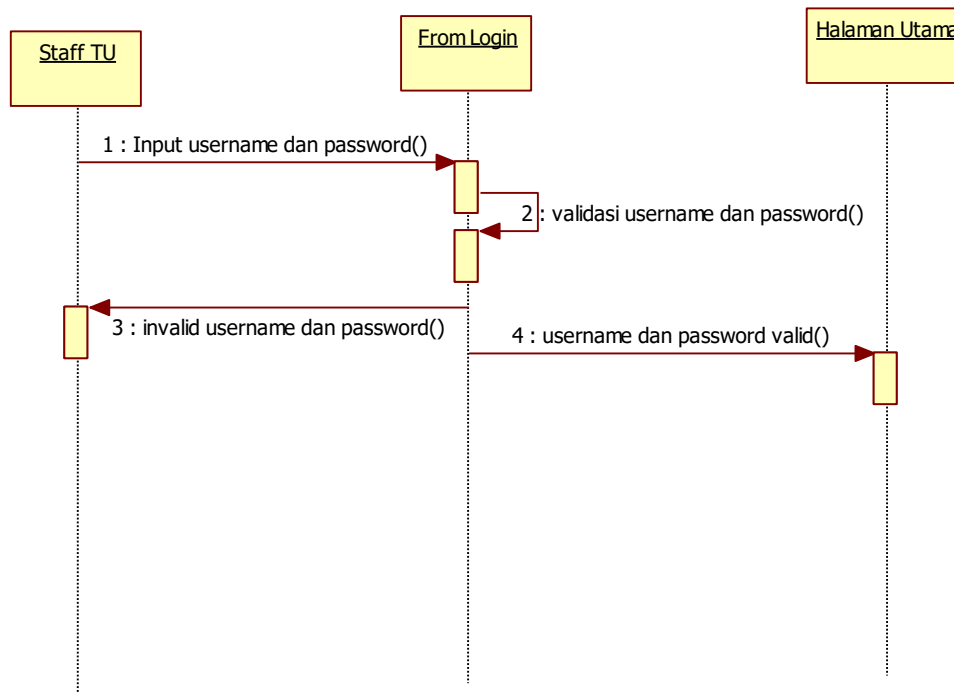 Staff TU
From Login
Halaman Utama
1 : Input username dan password()
2 : validasi username dan password()
3 : invalid username dan password()
4 : username dan password valid()